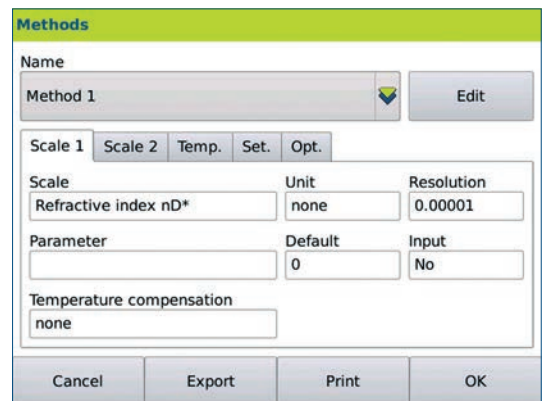 Methods
Name
Method 1
Edit
Scale 1 Scale 2 Temp. Set. Opt.
Scale Unit Resolution
Refractive index nD* none 0.00001
Parameter Default Input
0 No
Temperature compensation
none
Cancel Export Print OK